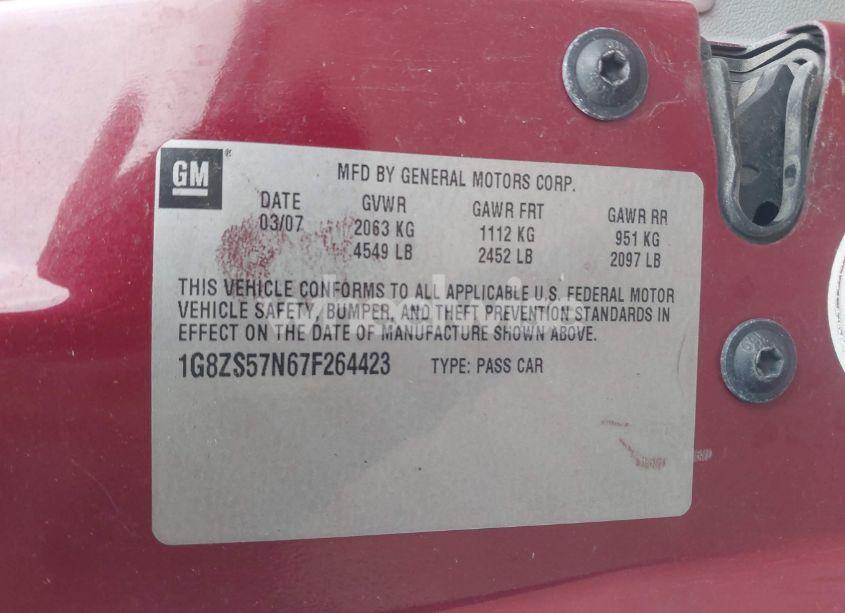 GM
MFD BY GENERAL MOTORS CORP.
DATE GVWR GAWR FRT GAWR RR
03/07 2063 KG 1112 KG 951 KG
4549 LB 2452 LB 2097 LB
THIS VEHICLE CONFORMS TO ALL APPLICABLE U.S. FEDERAL MOTOR
VEHICLE SAFETY, BUMPER, AND THEFT PREVENTION STANDARDS IN
EFFECT ON THE DATE OF MANUFACTURE SHOWN ABOVE.
1G8ZS57N67F264423 TYPE: PASS CAR